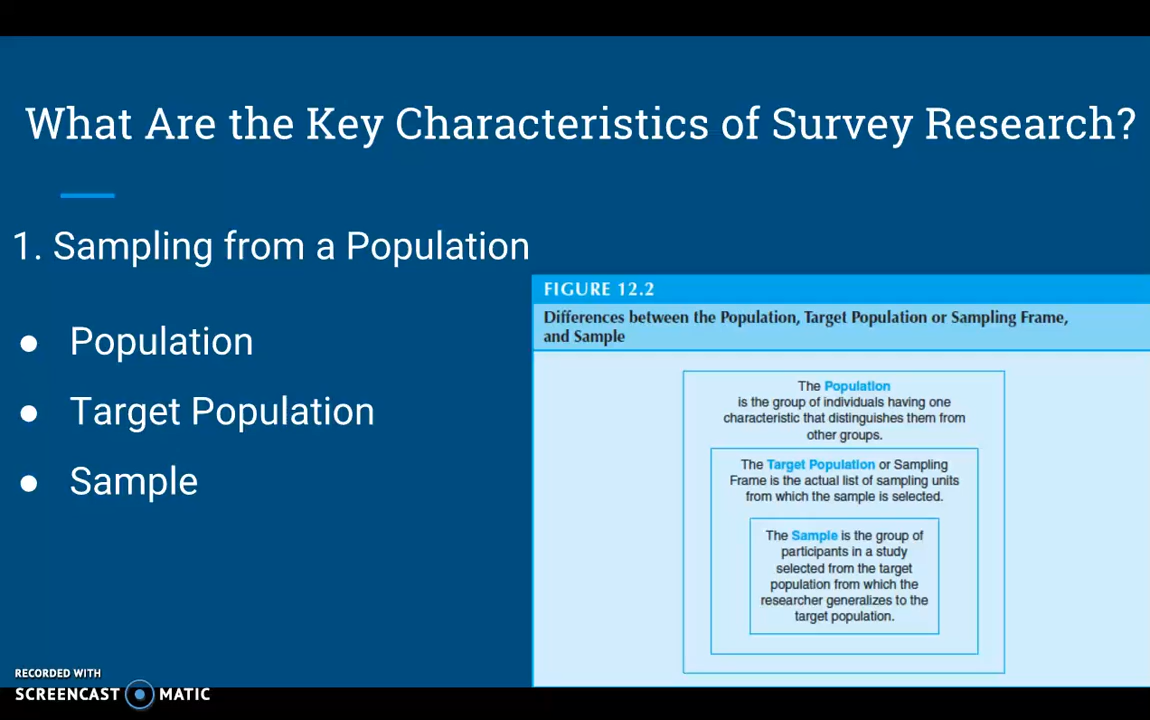 What Are the Key Characteristics of Survey Research?
1. Sampling from a Population
● Population
● Target Population
● Sample
FIGURE 12.2
Differences between the Population, Target Population or Sampling Frame,
and Sample
The Population
is the group of individuals having one
characteristic that distinguishes them from
other groups.
The Target Population or Sampling
Frame is the actual list of sampling units
from which the sample is selected.
The Sample is the group of
participants in a study
selected from the target
population from which the
researcher generalizes to the
target population.
RECORDED WITH
SCREENCAST MATIC